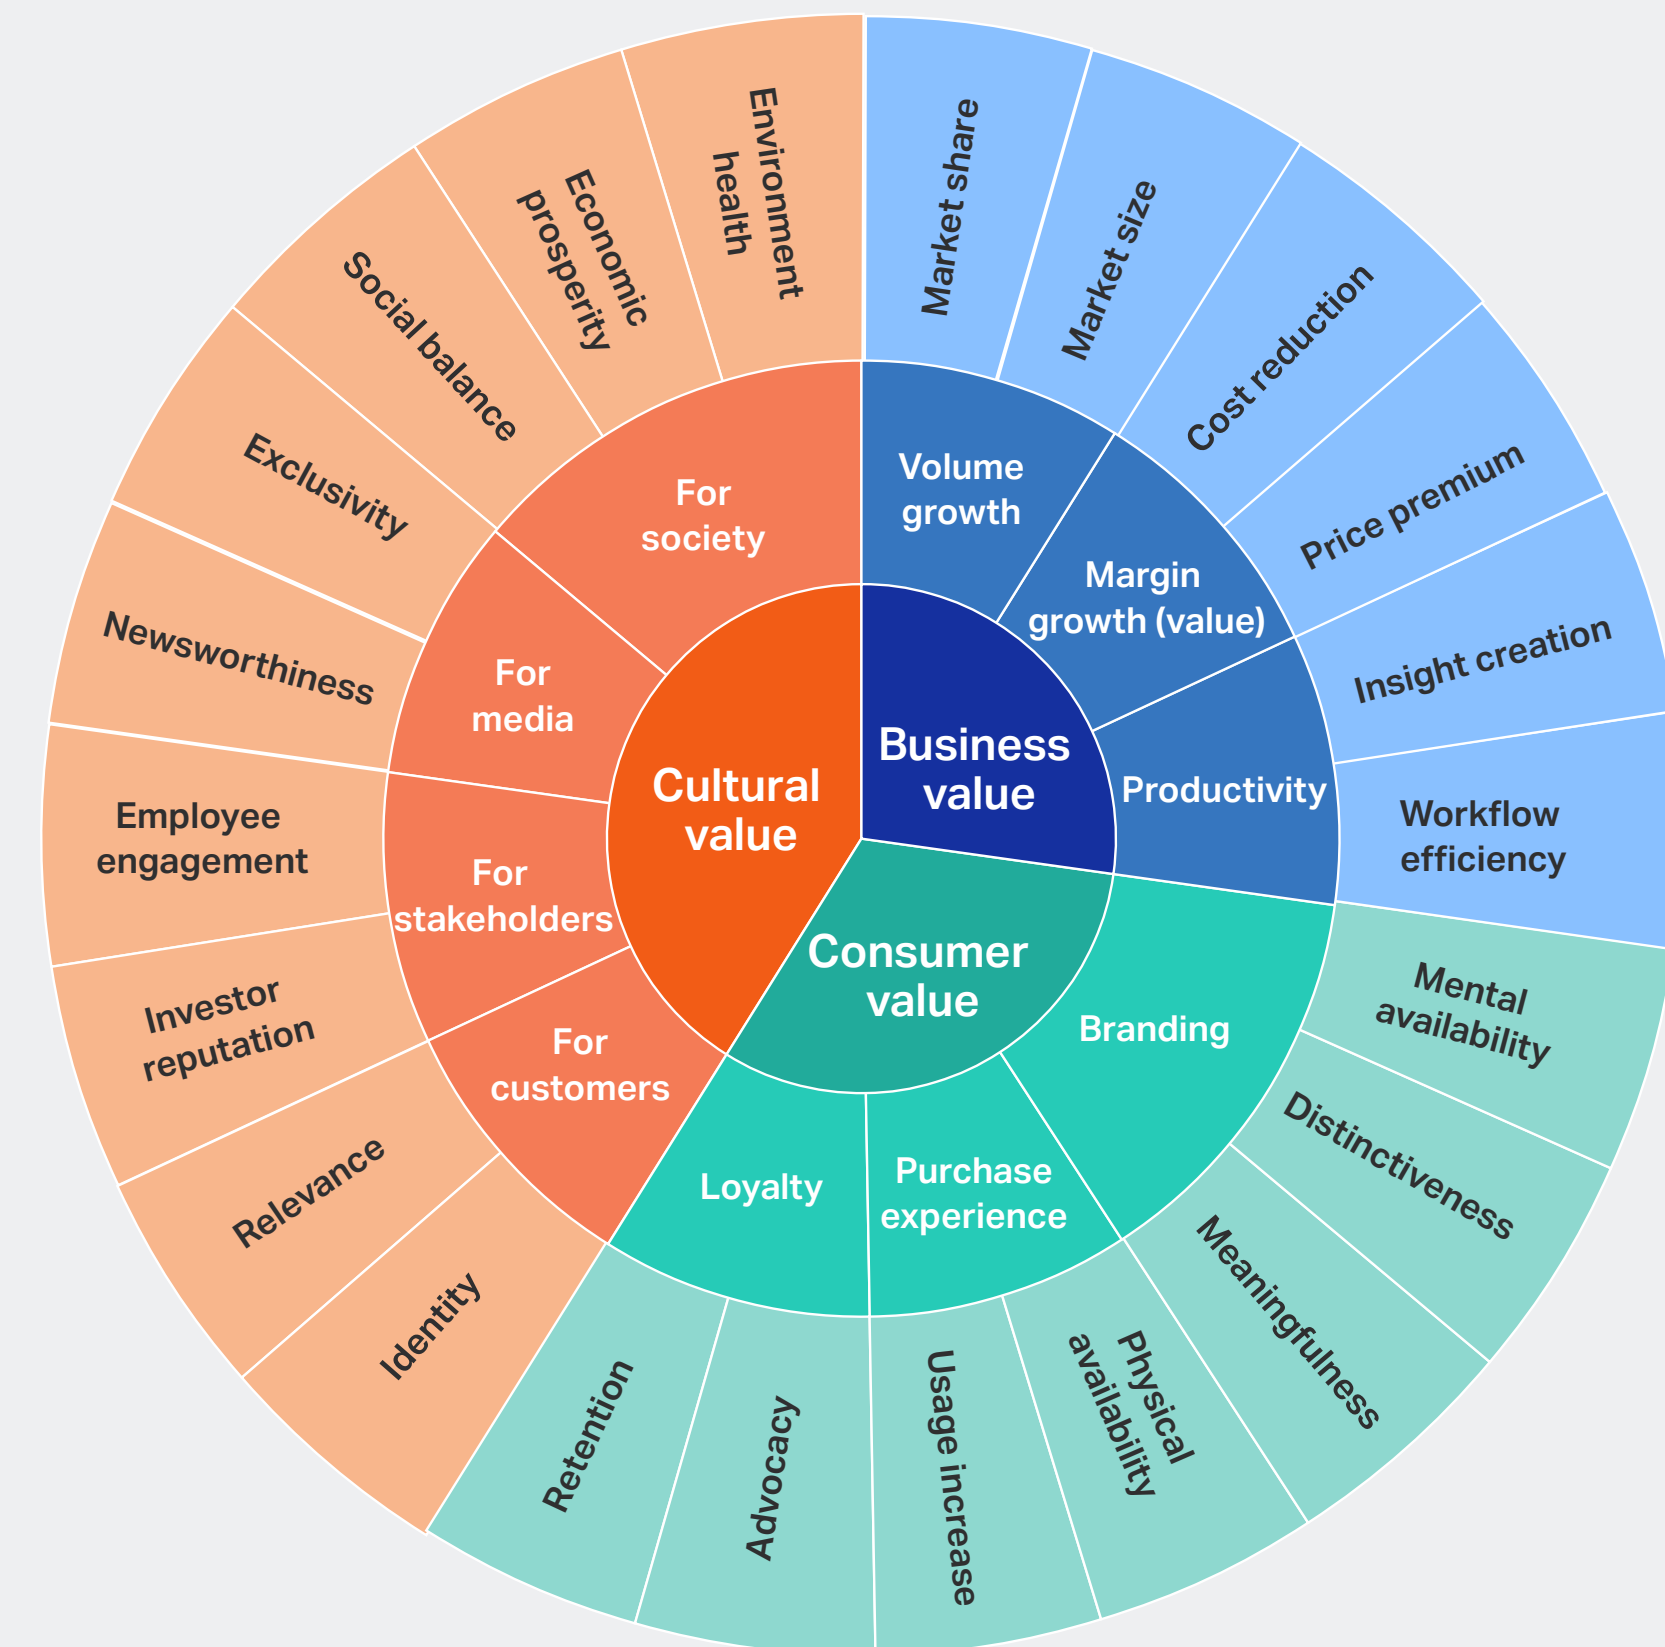 Business
value
Volume
growth
Market share
Market size
Margin
growth (value)
Cost reduction
Price premium
Productivity
Insight creation
Workflow
efficiency
Consumer
value
Branding
Mental
availability
Distinctiveness
Meaningfulness
Purchase
experience
Physical
availability
Usage increase
Loyalty
Advocacy
Retention
Cultural
value
For
customers
Identity
Relevance
For
stakeholders
Investor
reputation
Employee
engagement
For
media
Newsworthiness
Exclusivity
For
society
Social balance
Economic
prosperity
Environment
health